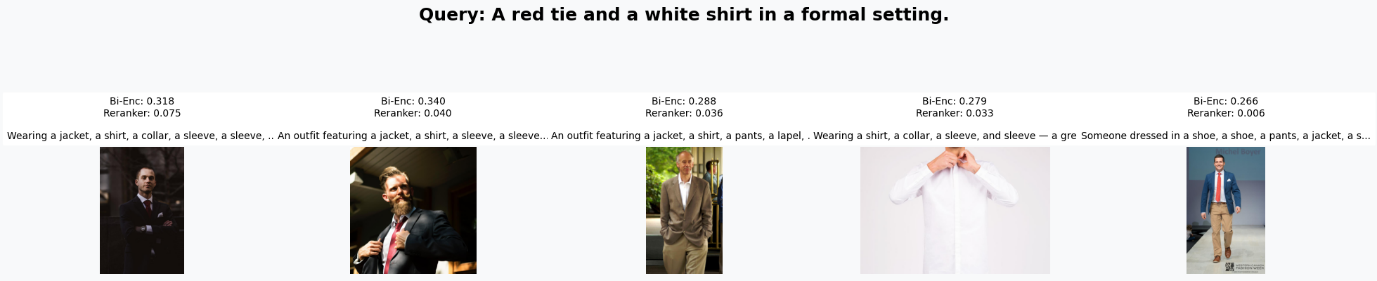 Query: A red tie and a white shirt in a formal setting.
Bi-Enc: 0.318
Reranker: 0.075
Wearing a jacket, a shirt, a collar, a sleeve, a sleeve, ..
Bi-Enc: 0.340
Reranker: 0.040
An outfit featuring a jacket, a shirt, a sleeve, a sleeve...
Bi-Enc: 0.288
Reranker: 0.036
An outfit featuring a jacket, a shirt, a pants, a lapel, .
Bi-Enc: 0.279
Reranker: 0.033
Wearing a shirt, a collar, a sleeve, and sleeve — a gre
Bi-Enc: 0.266
Reranker: 0.006
Someone dressed in a shoe, a shoe, a pants, a jacket, a s...